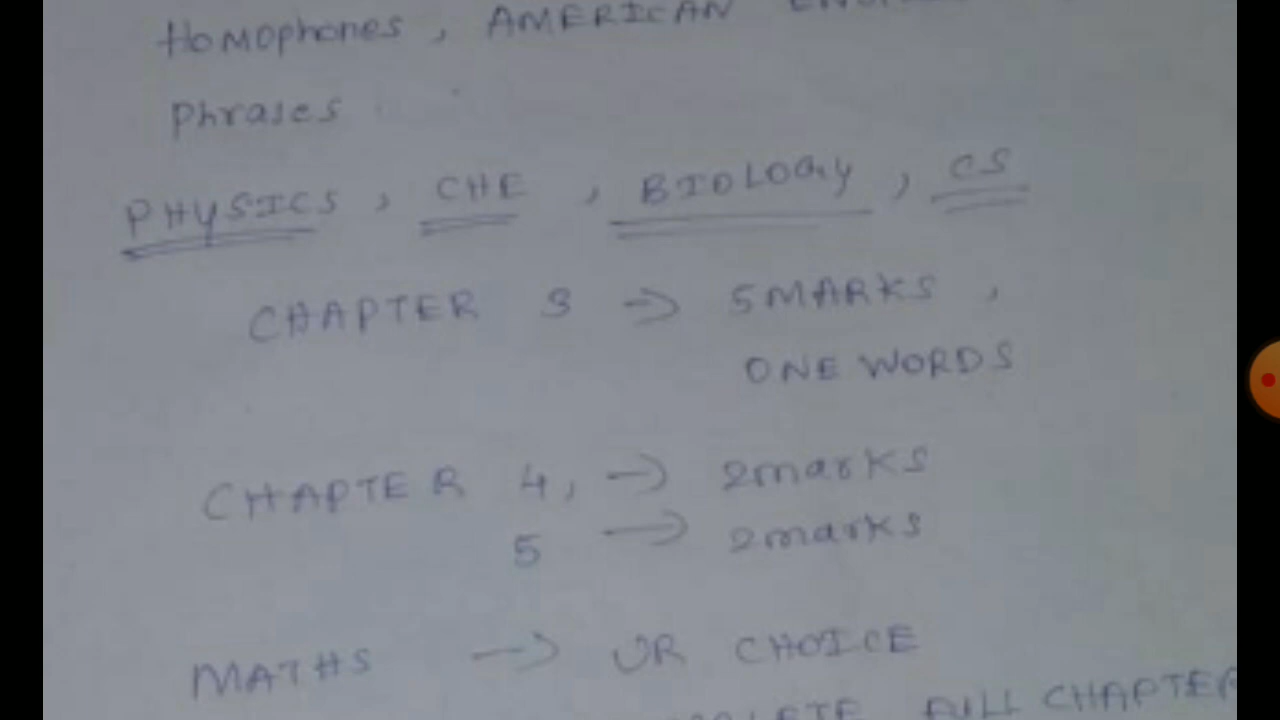 Homophones, AMERICAN
Phrases
PHYSICS, CHE, BIOLOGY, CS
CHAPTER 3 → 5MARKS,
ONE WORDS
CHAPTER 4, → 2marks
5 → 2marks
MATHS → UR CHOICE
FULL CHAPTER